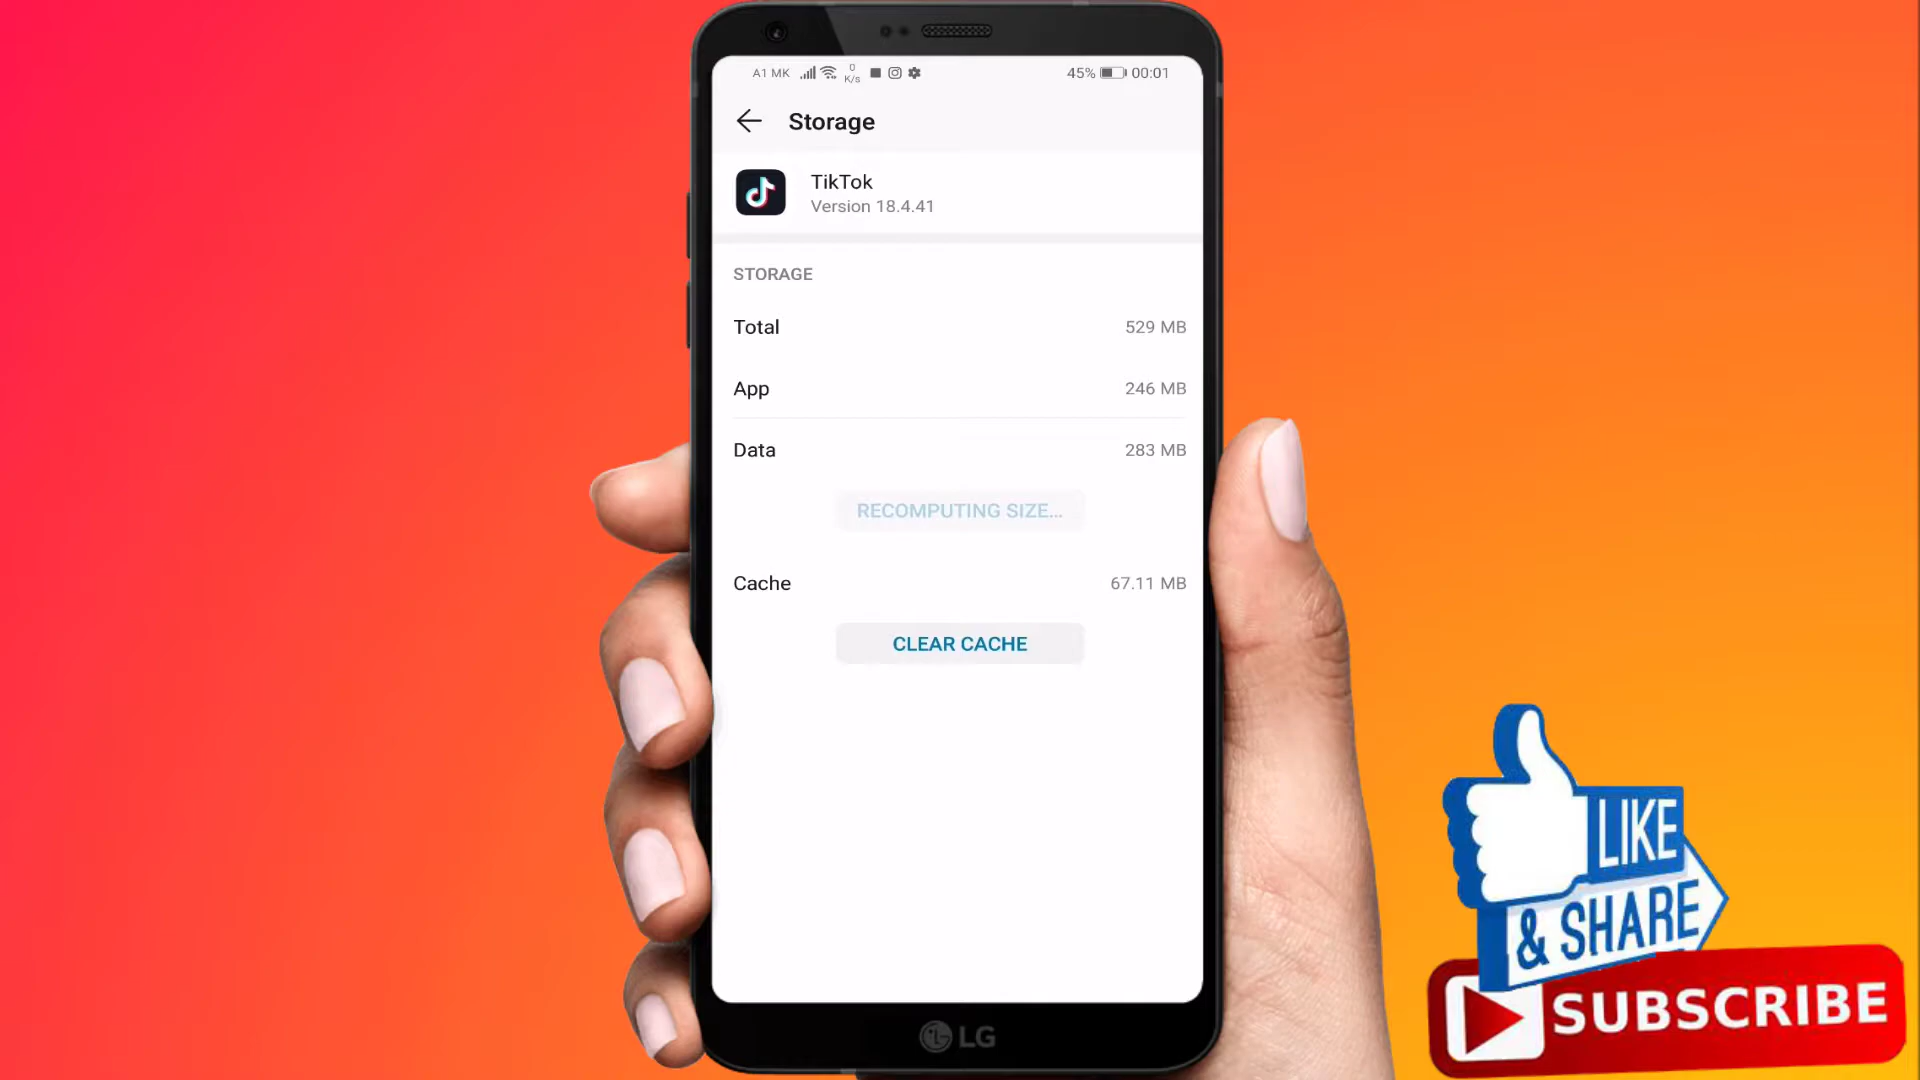 A1 MK 0 K/s 45% 00:01
Storage
TikTok
Version 18.4.41
STORAGE
Total 529 MB
App 246 MB
Data 283 MB
RECOMPUTING SIZE...
Cache 67.11 MB
CLEAR CACHE
LG
LIKE
& SHARE
SUBSCRIBE